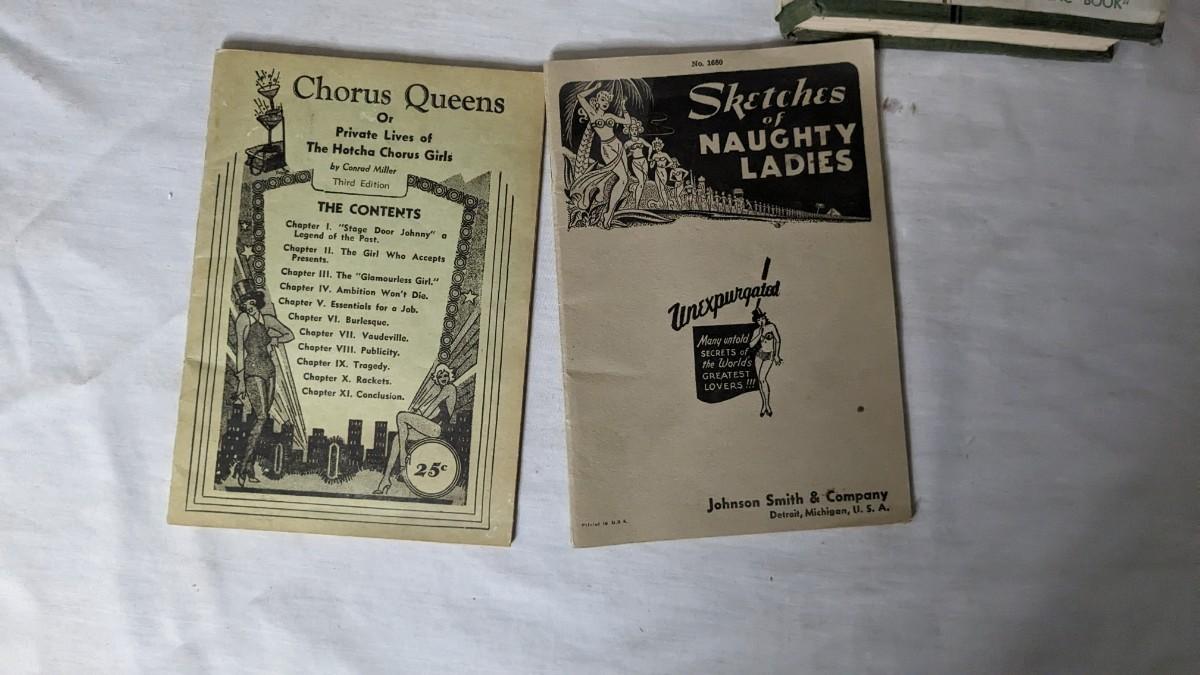 Chorus Queens
Or
Private Lives of
The Hotcha Chorus Girls
by Conrad Miller
Third Edition
THE CONTENTS
Chapter I. "Stage Door Johnny" a
Legend of the Past.
Chapter II. The Girl Who Accepts
Presents.
Chapter III. The "Glamourless Girl."
Chapter IV. Ambition Won't Die.
Chapter V. Essentials for a Job.
Chapter VI. Burlesque.
Chapter VII. Vaudeville.
Chapter VIII. Publicity.
Chapter IX. Tragedy.
Chapter X. Rackets.
Chapter XI. Conclusion.
25c
No. 1680
Sketches
of
NAUGHTY
LADIES
Unexpurgated
Many untold
SECRETS of
the World's
GREATEST
LOVERS!!!
Johnson Smith & Company
Detroit, Michigan, U. S. A.
Printed in U.S.A.
BOOK"